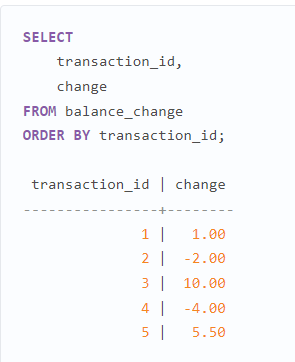 SELECT
    transaction_id,
    change
FROM balance_change
ORDER BY transaction_id;
 transaction_id | change
----------------+--------
              1 |   1.00
              2 |  -2.00
              3 |  10.00
              4 |  -4.00
              5 |   5.50